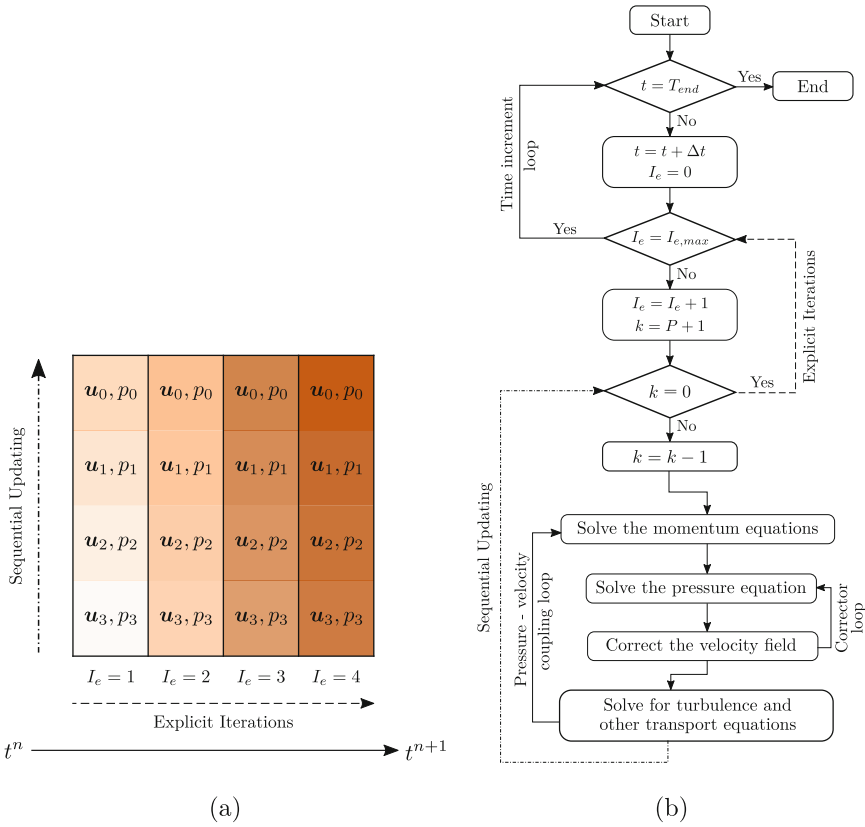 Sequential Updating
u₀, p₀ u₀, p₀ u₀, p₀ u₀, p₀
u₁, p₁ u₁, p₁ u₁, p₁ u₁, p₁
u₂, p₂ u₂, p₂ u₂, p₂ u₂, p₂
u₃, p₃ u₃, p₃ u₃, p₃ u₃, p₃
Iₑ = 1 Iₑ = 2 Iₑ = 3 Iₑ = 4
Explicit Iterations
tⁿ tⁿ⁺¹
(a)
Start
t = T_{end}
Yes
End
No
Time increment
loop
t = t + Δt
Iₑ = 0
Yes
Iₑ = I_{e,max}
No
Explicit Iterations
Iₑ = Iₑ + 1
k = P + 1
k = 0
Yes
No
k = k − 1
Sequential Updating
Solve the momentum equations
Pressure - velocity
coupling loop
Solve the pressure equation
Corrector
loop
Correct the velocity field
Solve for turbulence and
other transport equations
(b)